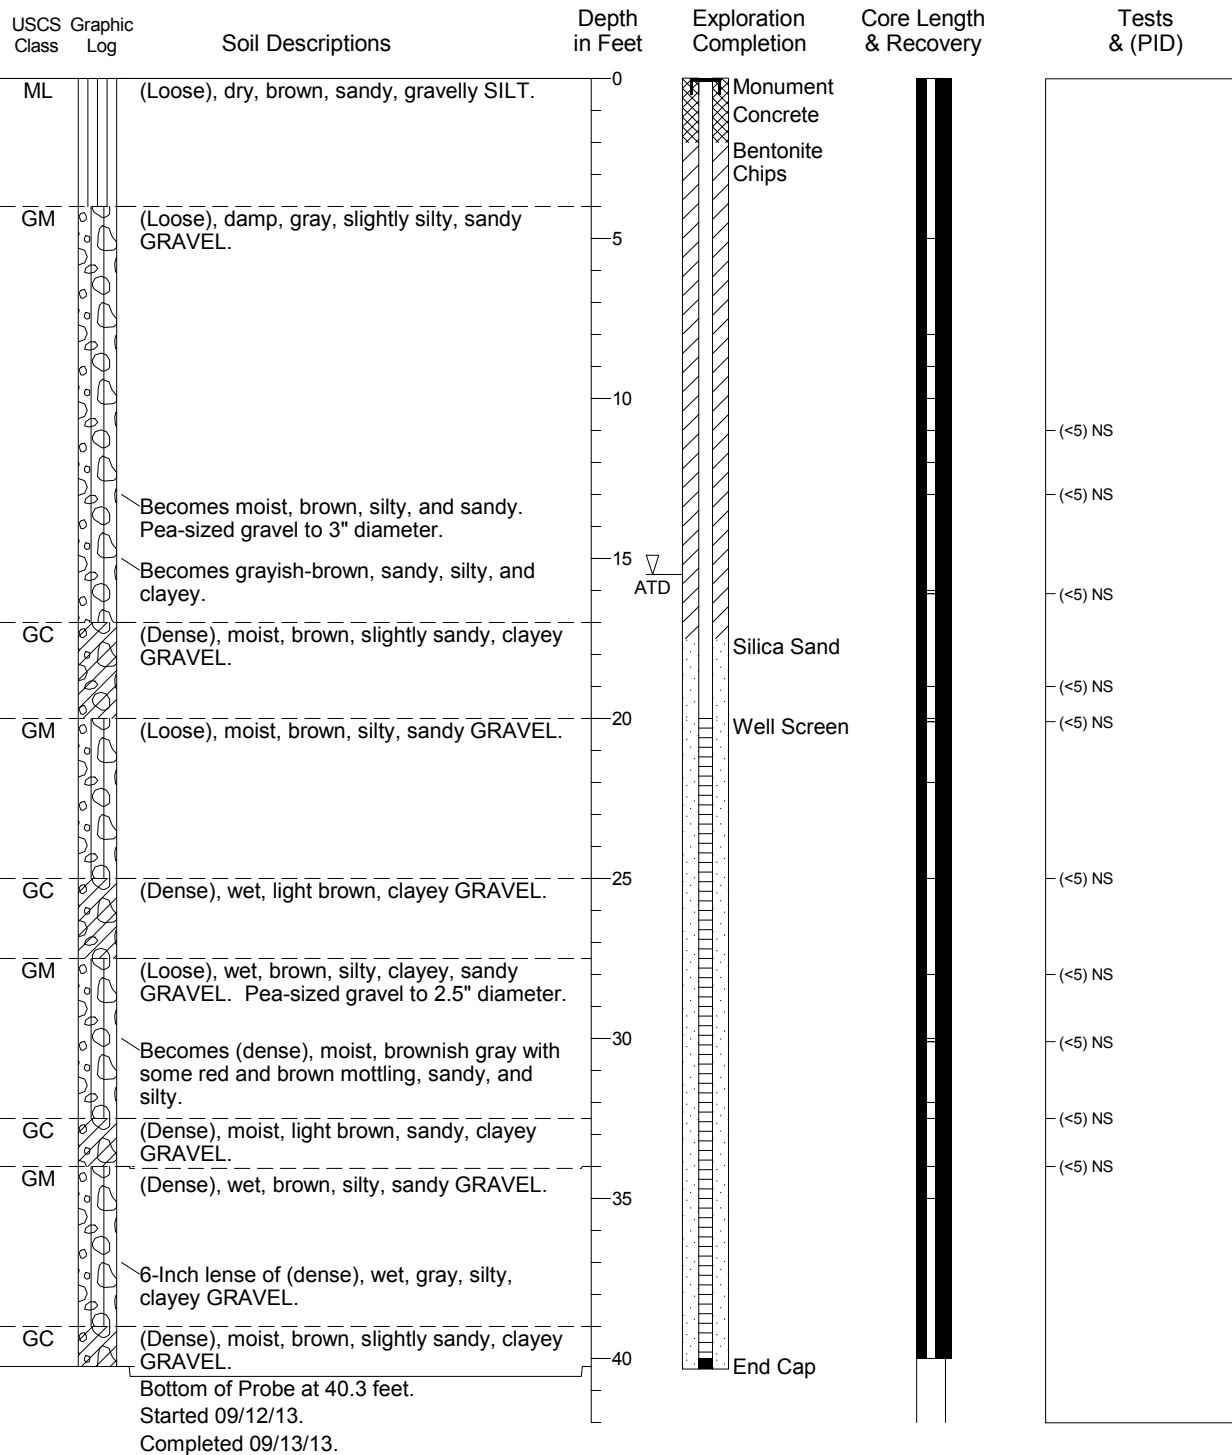 USCS Class
Graphic Log
Soil Descriptions
Depth in Feet
Exploration Completion
Core Length & Recovery
Tests & (PID)
ML
(Loose), dry, brown, sandy, gravelly SILT.
0
Monument
Concrete
Bentonite
Chips
GM
(Loose), damp, gray, slightly silty, sandy
GRAVEL.
5
10
(<5) NS
(<5) NS
Becomes moist, brown, silty, and sandy.
Pea-sized gravel to 3" diameter.
15
ATD
Becomes grayish-brown, sandy, silty, and
clayey.
(<5) NS
GC
(Dense), moist, brown, slightly sandy, clayey
GRAVEL.
Silica Sand
(<5) NS
GM
(Loose), moist, brown, silty, sandy GRAVEL.
20
Well Screen
(<5) NS
GC
(Dense), wet, light brown, clayey GRAVEL.
25
(<5) NS
GM
(Loose), wet, brown, silty, clayey, sandy
GRAVEL. Pea-sized gravel to 2.5" diameter.
(<5) NS
30
(<5) NS
Becomes (dense), moist, brownish gray with
some red and brown mottling, sandy, and
silty.
GC
(Dense), moist, light brown, sandy, clayey
GRAVEL.
(<5) NS
GM
(Dense), wet, brown, silty, sandy GRAVEL.
(<5) NS
35
6-Inch lense of (dense), wet, gray, silty,
clayey GRAVEL.
GC
(Dense), moist, brown, slightly sandy, clayey
GRAVEL.
40
End Cap
Bottom of Probe at 40.3 feet.
Started 09/12/13.
Completed 09/13/13.